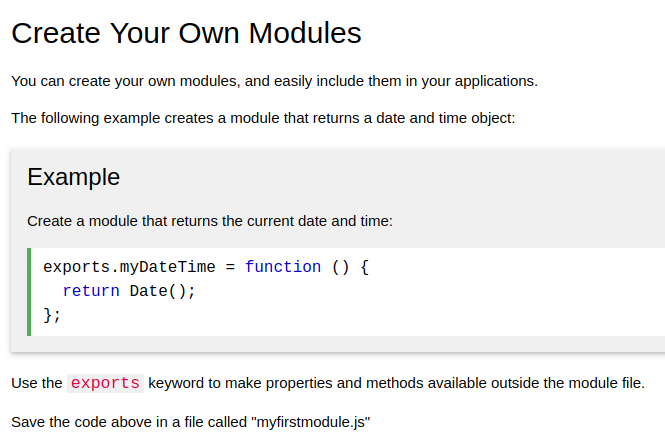 Create Your Own Modules
You can create your own modules, and easily include them in your applications.
The following example creates a module that returns a date and time object:
Example
Create a module that returns the current date and time:
exports.myDateTime = function () {
  return Date();
};
Use the exports keyword to make properties and methods available outside the module file.
Save the code above in a file called "myfirstmodule.js"